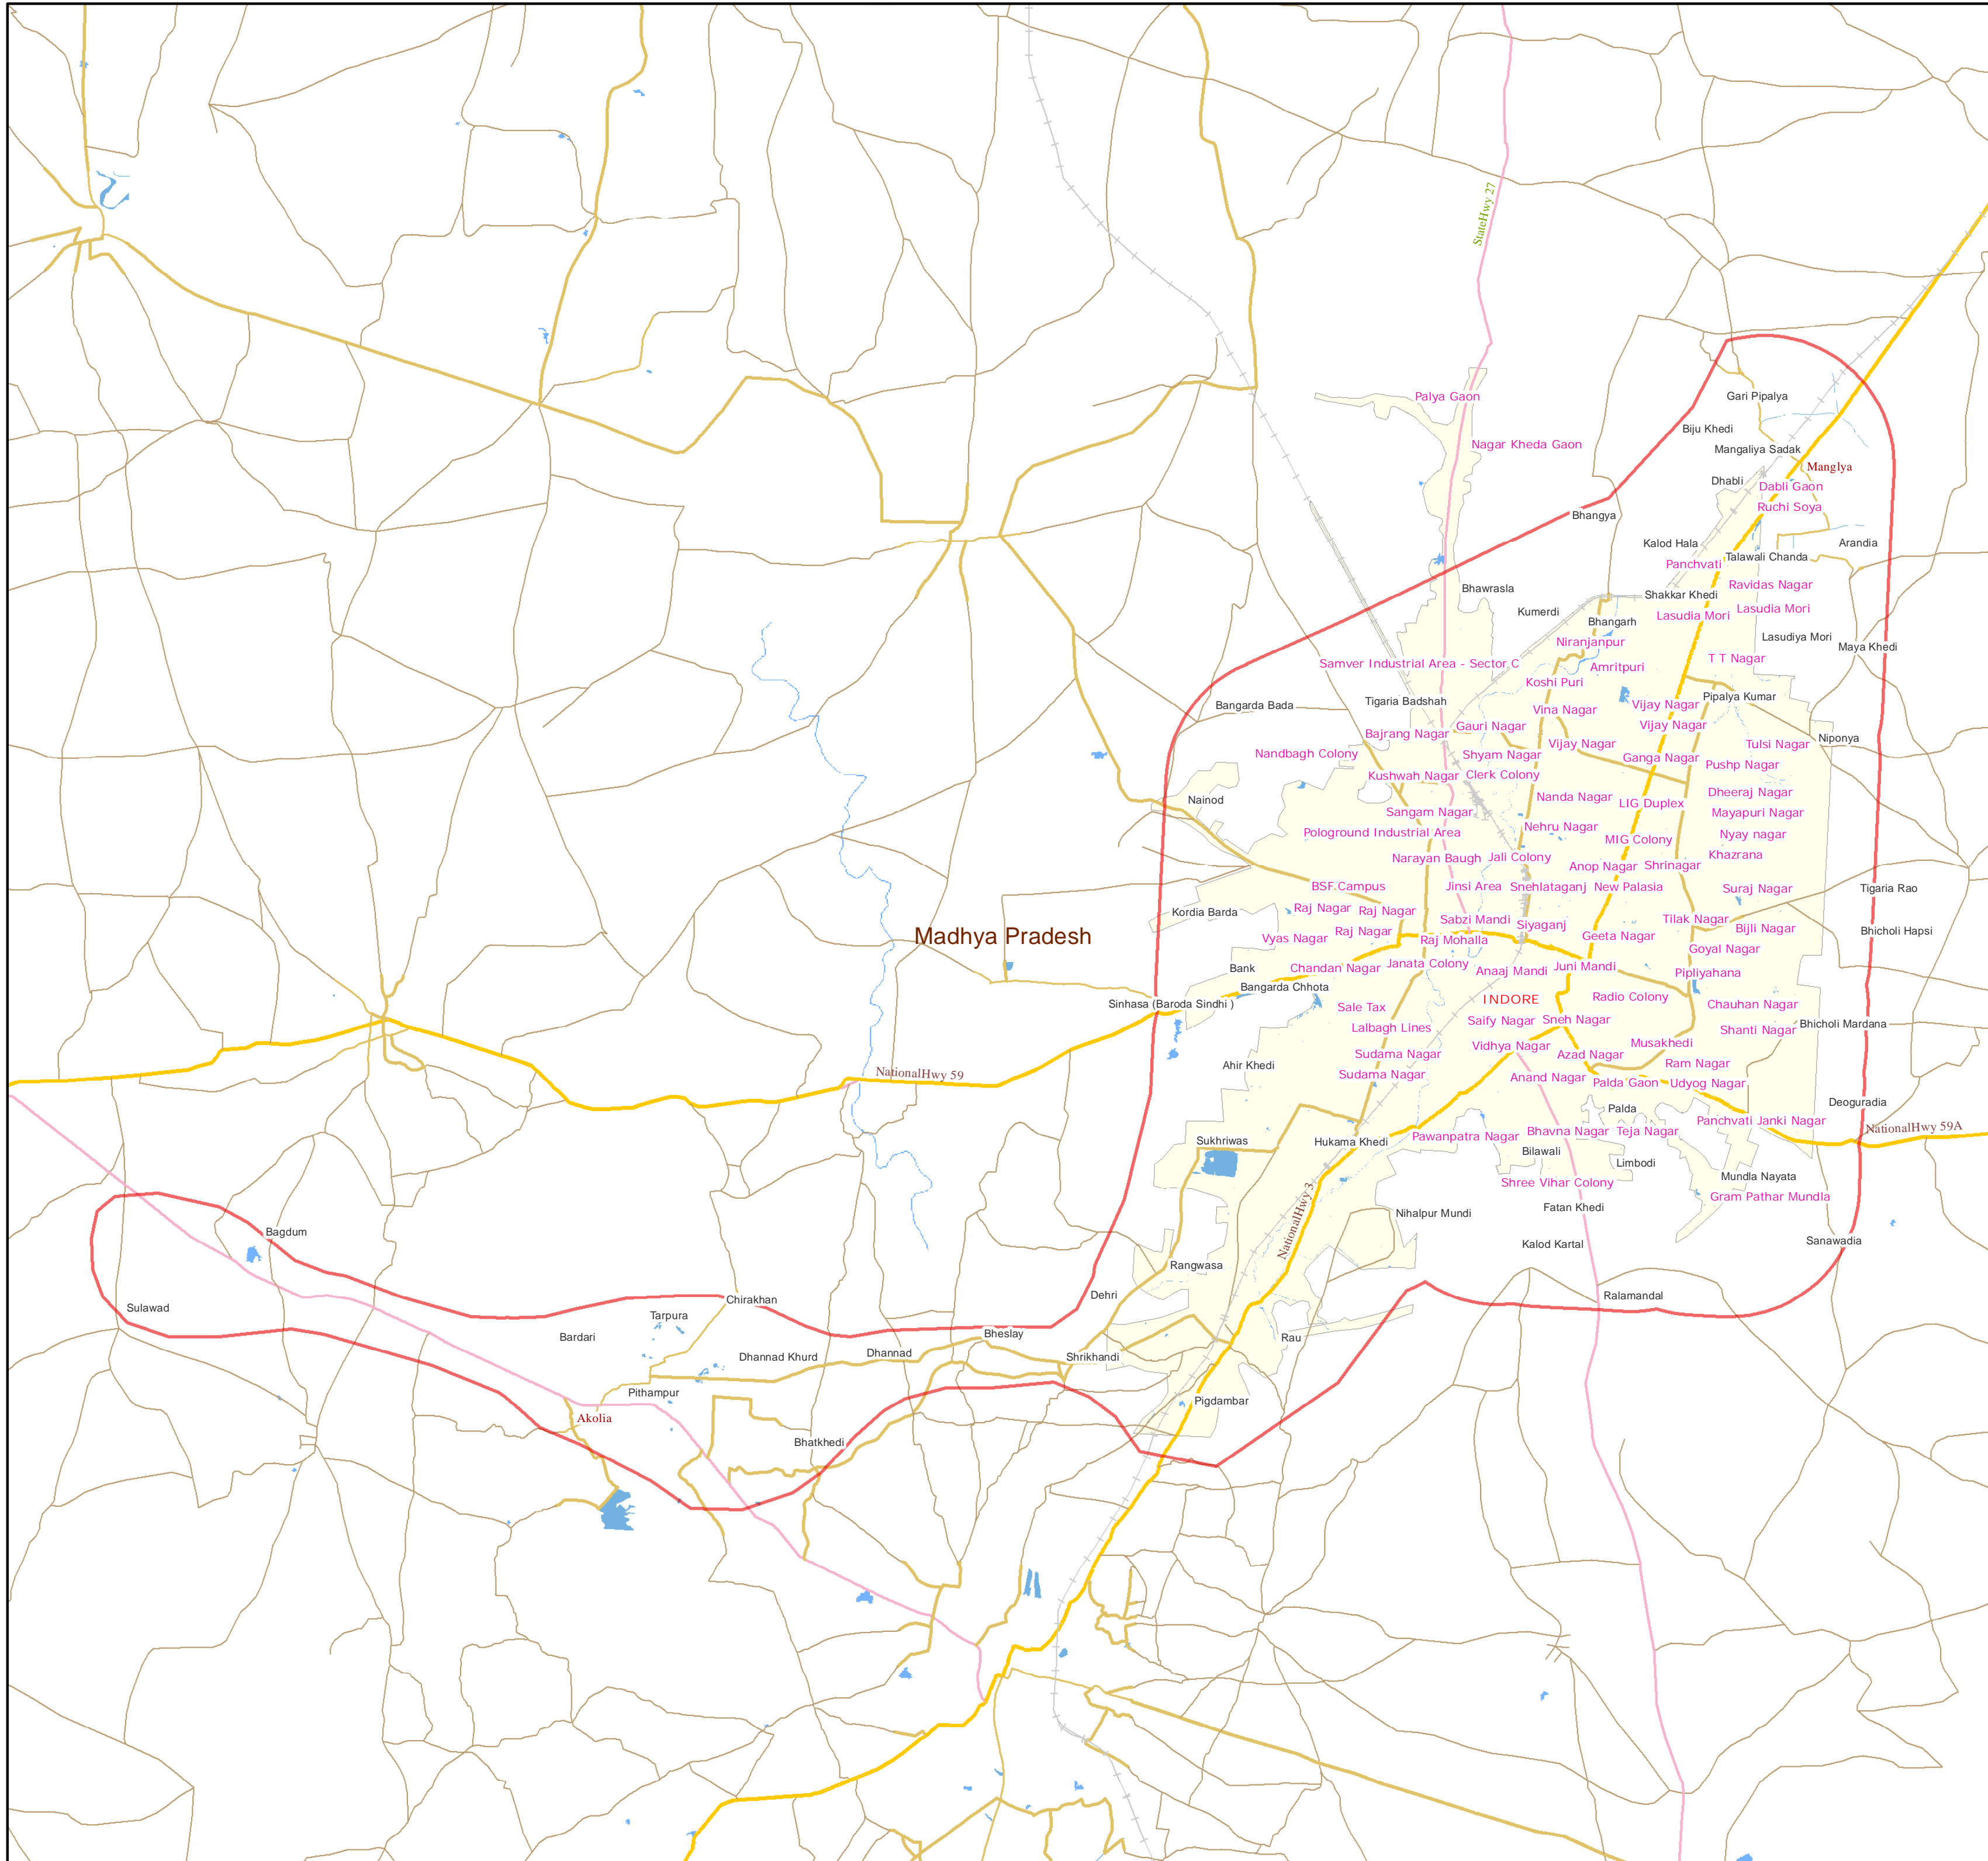 StateHwy 27
Palya Gaon
Gari Pipalya
Biju Khedi
Nagar Kheda Gaon
Mangaliya Sadak
Manglya
Dhabli
Dabli Gaon
Ruchi Soya
Bhangya
Kalod Hala
Arandia
Talawali Chanda
Panchvati
Ravidas Nagar
Bhawrasla
Shakkar Khedi
Kumerdi
Lasudia Mori
Lasudia Mori
Bhangarh
Lasudiya Mori
Niranjanpur
Maya Khedi
T T Nagar
Samver Industrial Area - Sector C
Amritpuri
Koshi Puri
Pipalya Kumar
Tigaria Badshah
Bangarda Bada
Vijay Nagar
Vina Nagar
Gauri Nagar
Vijay Nagar
Bajrang Nagar
Niponya
Vijay Nagar
Tulsi Nagar
Nandbagh Colony
Shyam Nagar
Ganga Nagar
Pushp Nagar
Kushwah Nagar
Clerk Colony
Dheeraj Nagar
Nanda Nagar
Nainod
LIG Duplex
Sangam Nagar
Mayapuri Nagar
Nehru Nagar
Pologround Industrial Area
Nyay nagar
MIG Colony
Khazrana
Narayan Baugh
Jali Colony
Anop Nagar
Shrinagar
BSF Campus
Jinsi Area
Snehlataganj
New Palasia
Suraj Nagar
Tigaria Rao
Raj Nagar
Raj Nagar
Kordia Barda
Sabzi Mandi
Siyaganj
Tilak Nagar
Bijli Nagar
Bhicholi Hapsi
Raj Nagar
Madhya Pradesh
Vyas Nagar
Raj Mohalla
Geeta Nagar
Goyal Nagar
Bank
Chandan Nagar
Janata Colony
Anaaj Mandi
Juni Mandi
Pipliyahana
Bangarda Chhota
Radio Colony
INDORE
Sinhasa (Baroda Sindhi )
Sale Tax
Chauhan Nagar
Saify Nagar
Sneh Nagar
Bhicholi Mardana
Lalbagh Lines
Shanti Nagar
Vidhya Nagar
Musakhedi
Sudama Nagar
Azad Nagar
Ahir Khedi
Ram Nagar
NationalHwy 59
Sudama Nagar
Anand Nagar
Palda Gaon
Udyog Nagar
Deoguradia
Palda
Panchvati Janki Nagar
NationalHwy 59A
Bhavna Nagar
Teja Nagar
Pawanpatra Nagar
Sukhriwas
Hukama Khedi
Bilawali
Limbodi
Mundla Nayata
Shree Vihar Colony
Gram Pathar Mundla
NationalHwy 3
Fatan Khedi
Nihalpur Mundi
Bagdum
Sanawadia
Kalod Kartal
Rangwasa
Dehri
Ralamandal
Chirakhan
Sulawad
Tarpura
Bheslay
Bardari
Rau
Dhannad
Dhannad Khurd
Shrikhandi
Pithampur
Pigdambar
Akolia
Bhatkhedi